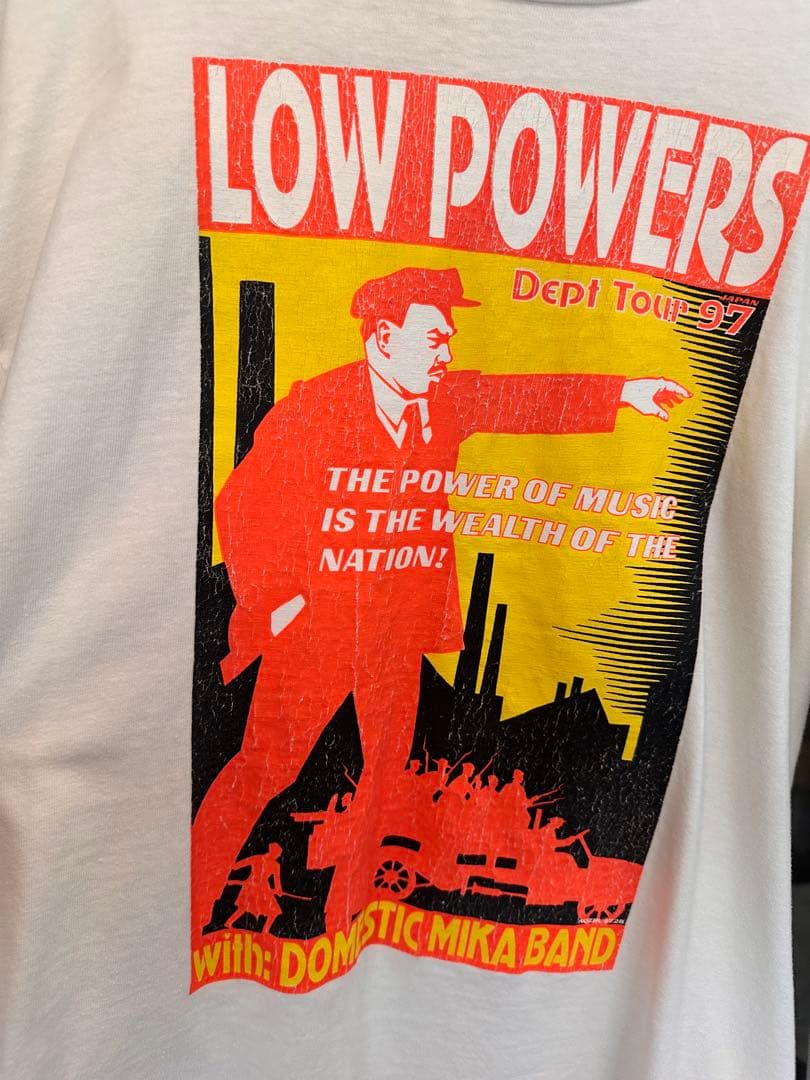 LOW POWERS
Dept Tour 97
JAPAN
THE POWER OF MUSIC
IS THE WEALTH OF THE
NATION!
with: DOMESTIC MIKA BAND